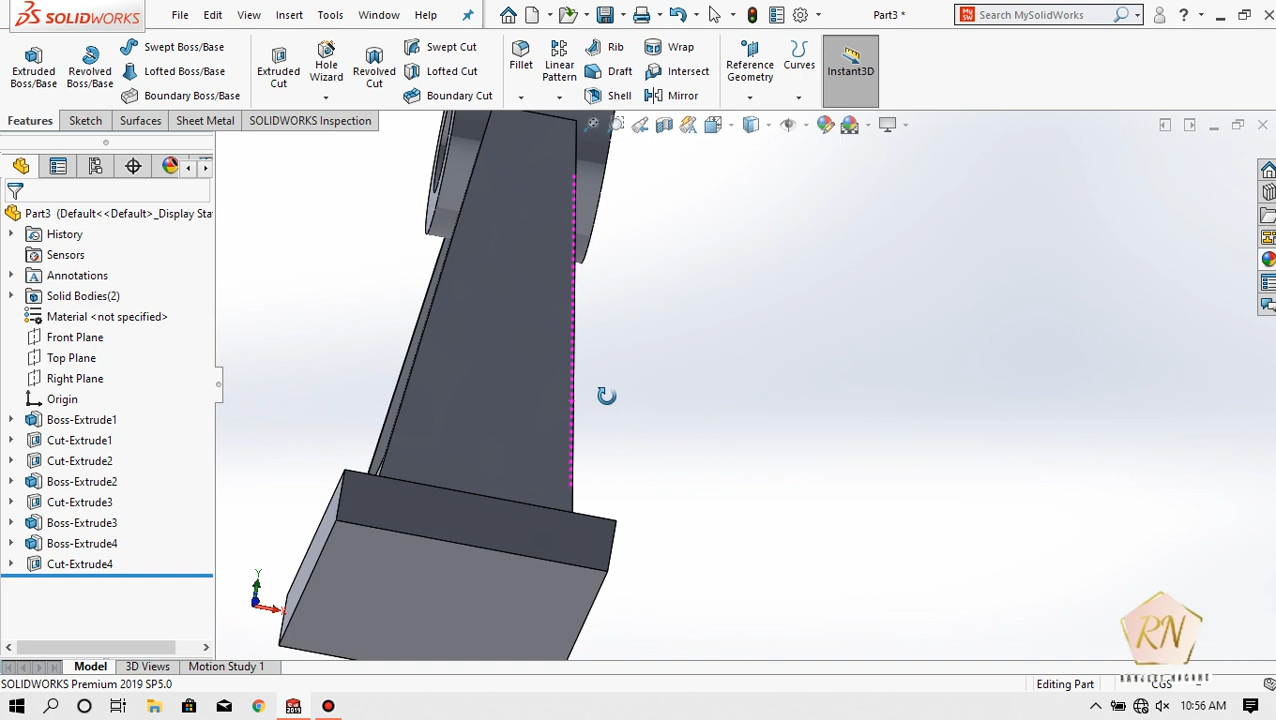 SOLIDWORKS File Edit View Insert Tools Window Help Part3 * Search MySolidWorks ?
Extruded Boss/Base
Revolved Boss/Base
Swept Boss/Base
Lofted Boss/Base
Boundary Boss/Base
Extruded Cut
Hole Wizard
Revolved Cut
Swept Cut
Lofted Cut
Boundary Cut
Fillet
Linear Pattern
Rib
Draft
Shell
Wrap
Intersect
Mirror
Reference Geometry
Curves
Instant3D
Features Sketch Surfaces Sheet Metal SOLIDWORKS Inspection
Part3 (Default<<Default>_Display Sta
History
Sensors
Annotations
Solid Bodies(2)
Material <not specified>
Front Plane
Top Plane
Right Plane
Origin
Boss-Extrude1
Cut-Extrude1
Cut-Extrude2
Boss-Extrude2
Cut-Extrude3
Boss-Extrude3
Boss-Extrude4
Cut-Extrude4
Y
X
RN
Model 3D Views Motion Study 1
SOLIDWORKS Premium 2019 SP5.0 Editing Part CGS
10:56 AM